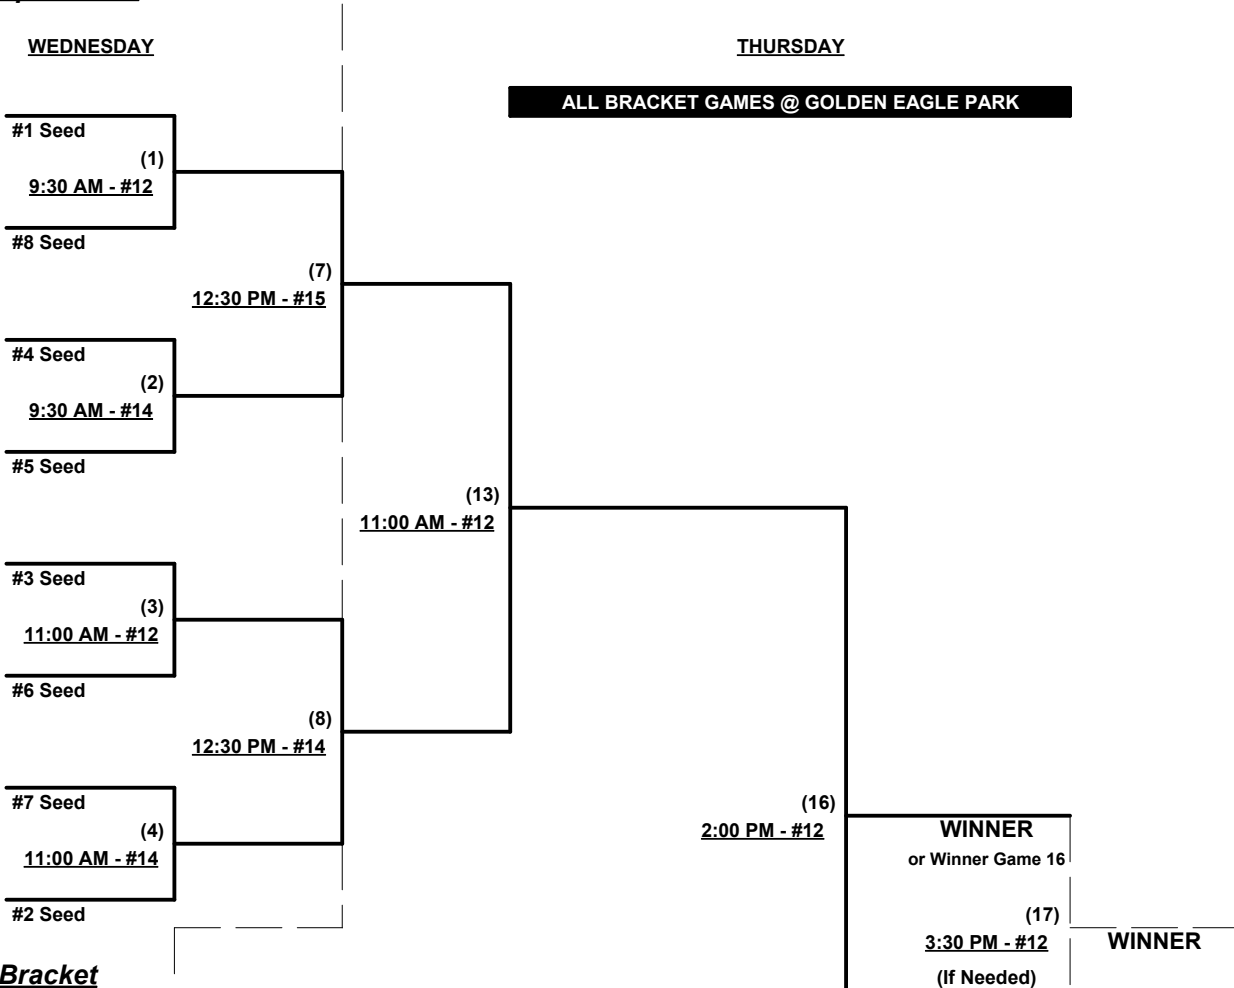 WEDNESDAY
THURSDAY
ALL BRACKET GAMES @ GOLDEN EAGLE PARK
#1 Seed
(1)
9:30 AM - #12
#8 Seed
(7)
12:30 PM - #15
#4 Seed
(2)
9:30 AM - #14
#5 Seed
(13)
11:00 AM - #12
#3 Seed
(3)
11:00 AM - #12
#6 Seed
(8)
12:30 PM - #14
#7 Seed
(4)
11:00 AM - #14
#2 Seed
(16)
2:00 PM - #12
WINNER
or Winner Game 16
(17)
3:30 PM - #12
(If Needed)
WINNER
Bracket